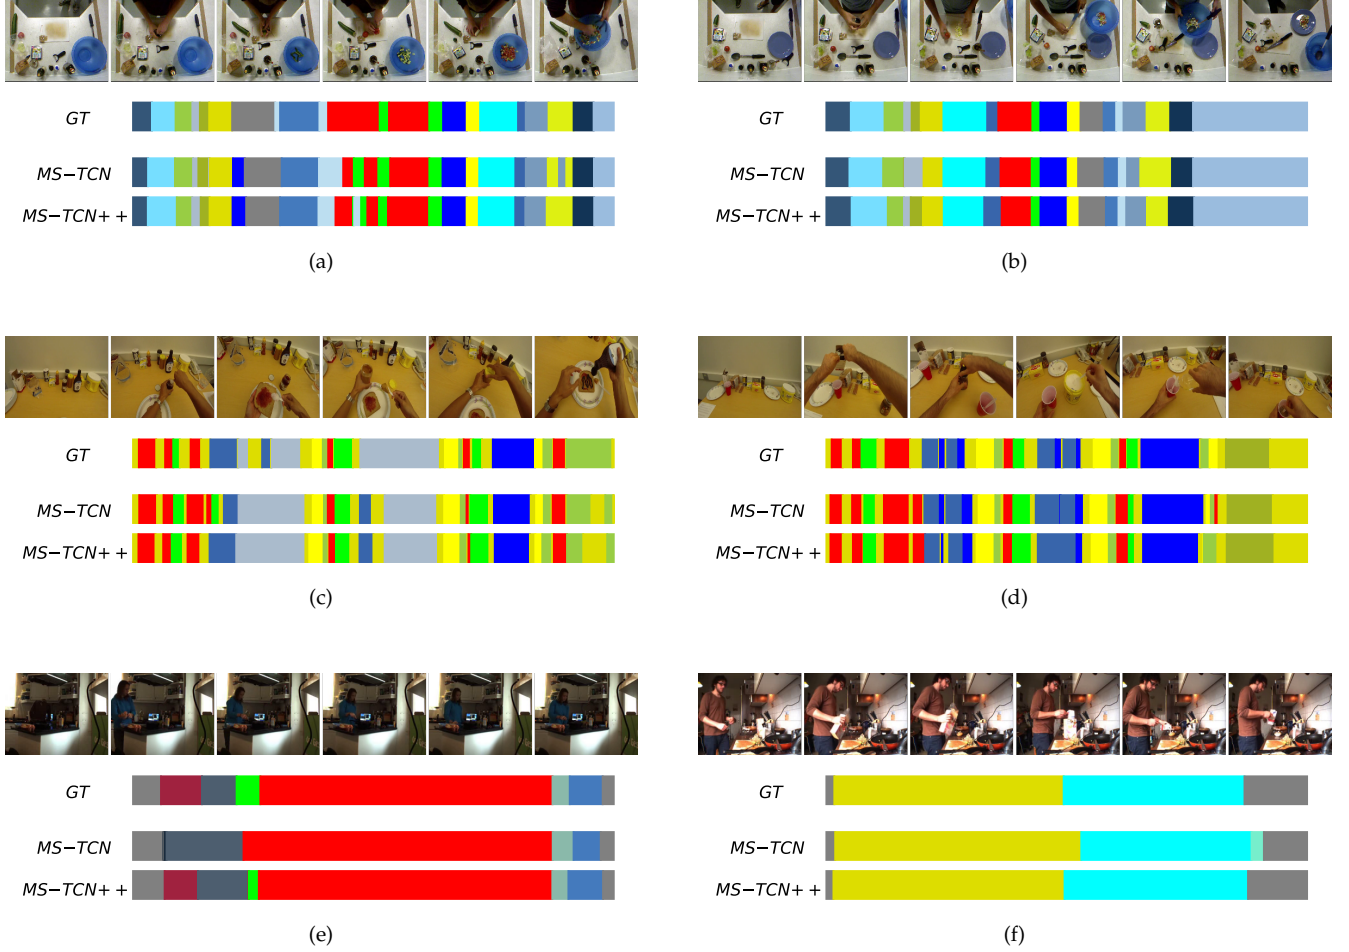 GT
MS−TCN
MS−TCN++
(a)
GT
MS−TCN
MS−TCN++
(b)
GT
MS−TCN
MS−TCN++
(c)
GT
MS−TCN
MS−TCN++
(d)
GT
MS−TCN
MS−TCN++
(e)
GT
MS−TCN
MS−TCN++
(f)